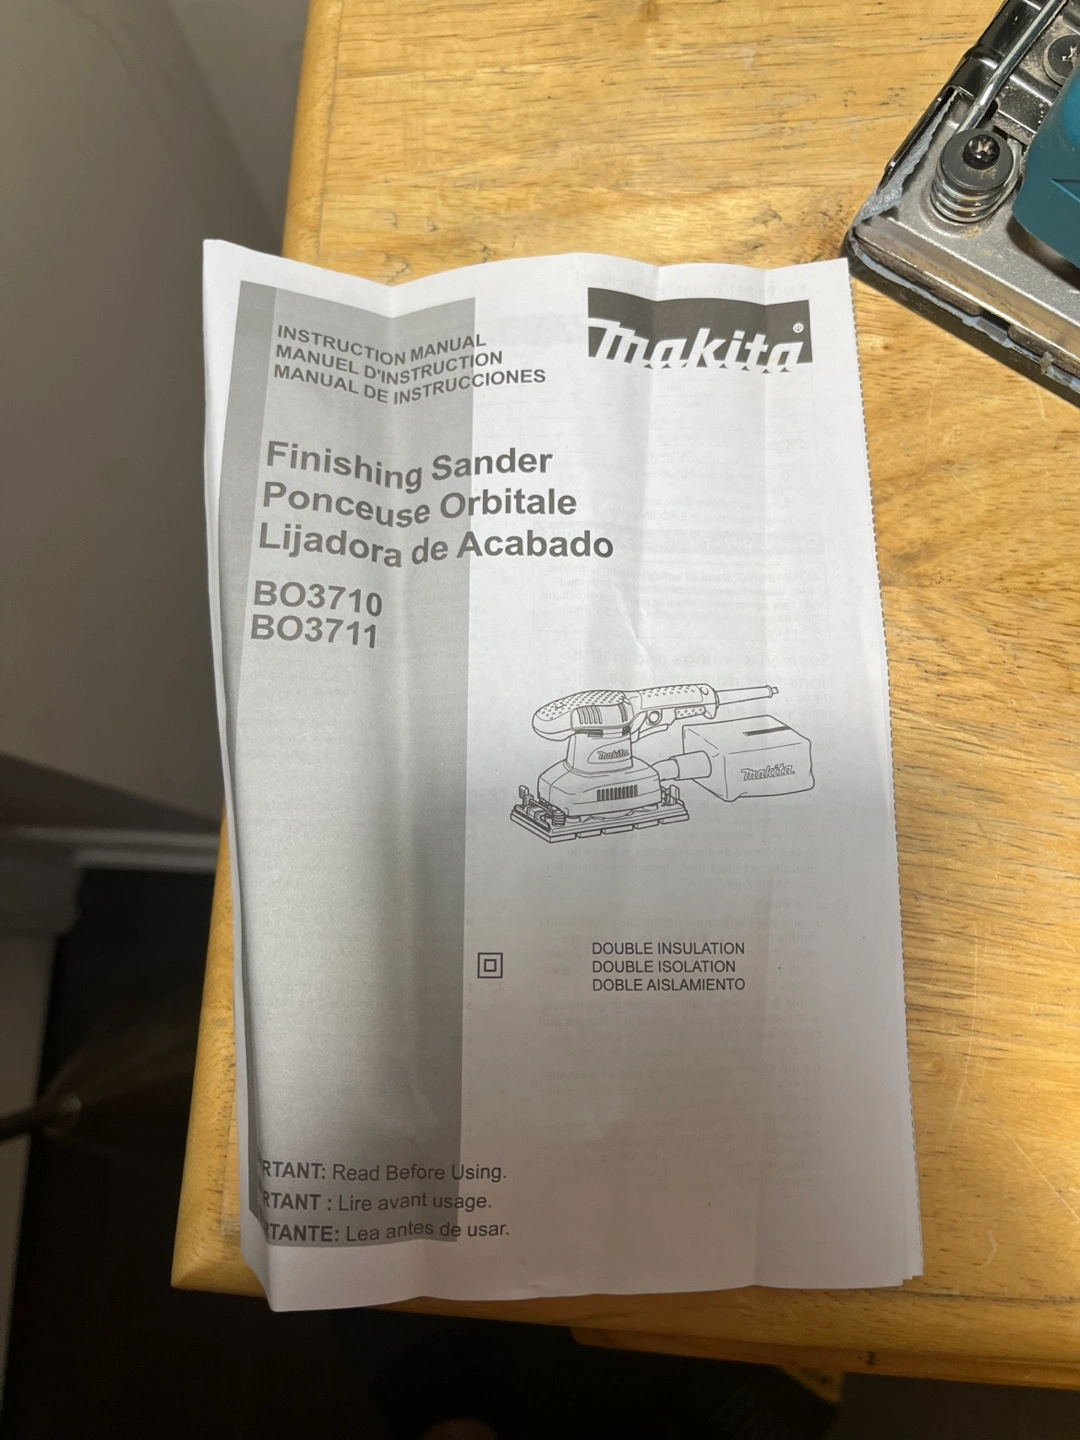 INSTRUCTION MANUAL
MANUEL D'INSTRUCTION
MANUAL DE INSTRUCCIONES
makita®
Finishing Sander
Ponceuse Orbitale
Lijadora de Acabado
BO3710
BO3711
makita
makita
DOUBLE INSULATION
DOUBLE ISOLATION
DOBLE AISLAMIENTO
RTANT: Read Before Using.
RTANT : Lire avant usage.
RTANTE: Lea antes de usar.